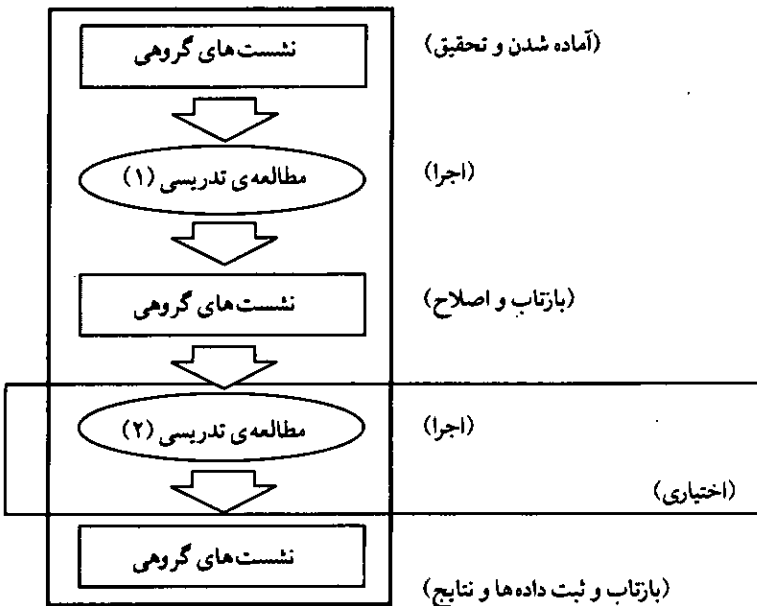 نشست‌های گروهی
(آماده شدن و تحقیق)
مطالعه‌ی تدریسی (۱)
(اجرا)
نشست‌های گروهی
(بازتاب و اصلاح)
مطالعه‌ی تدریسی (۲)
(اجرا)
(اختیاری)
نشست‌های گروهی
(بازتاب و ثبت داده‌ها و نتایج)